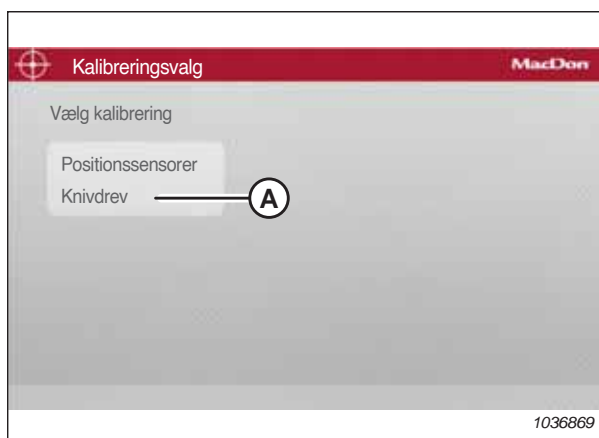 Kalibreringsvalg MacDon
Vælg kalibrering
Positionssensorer
Knivdrev A
1036869